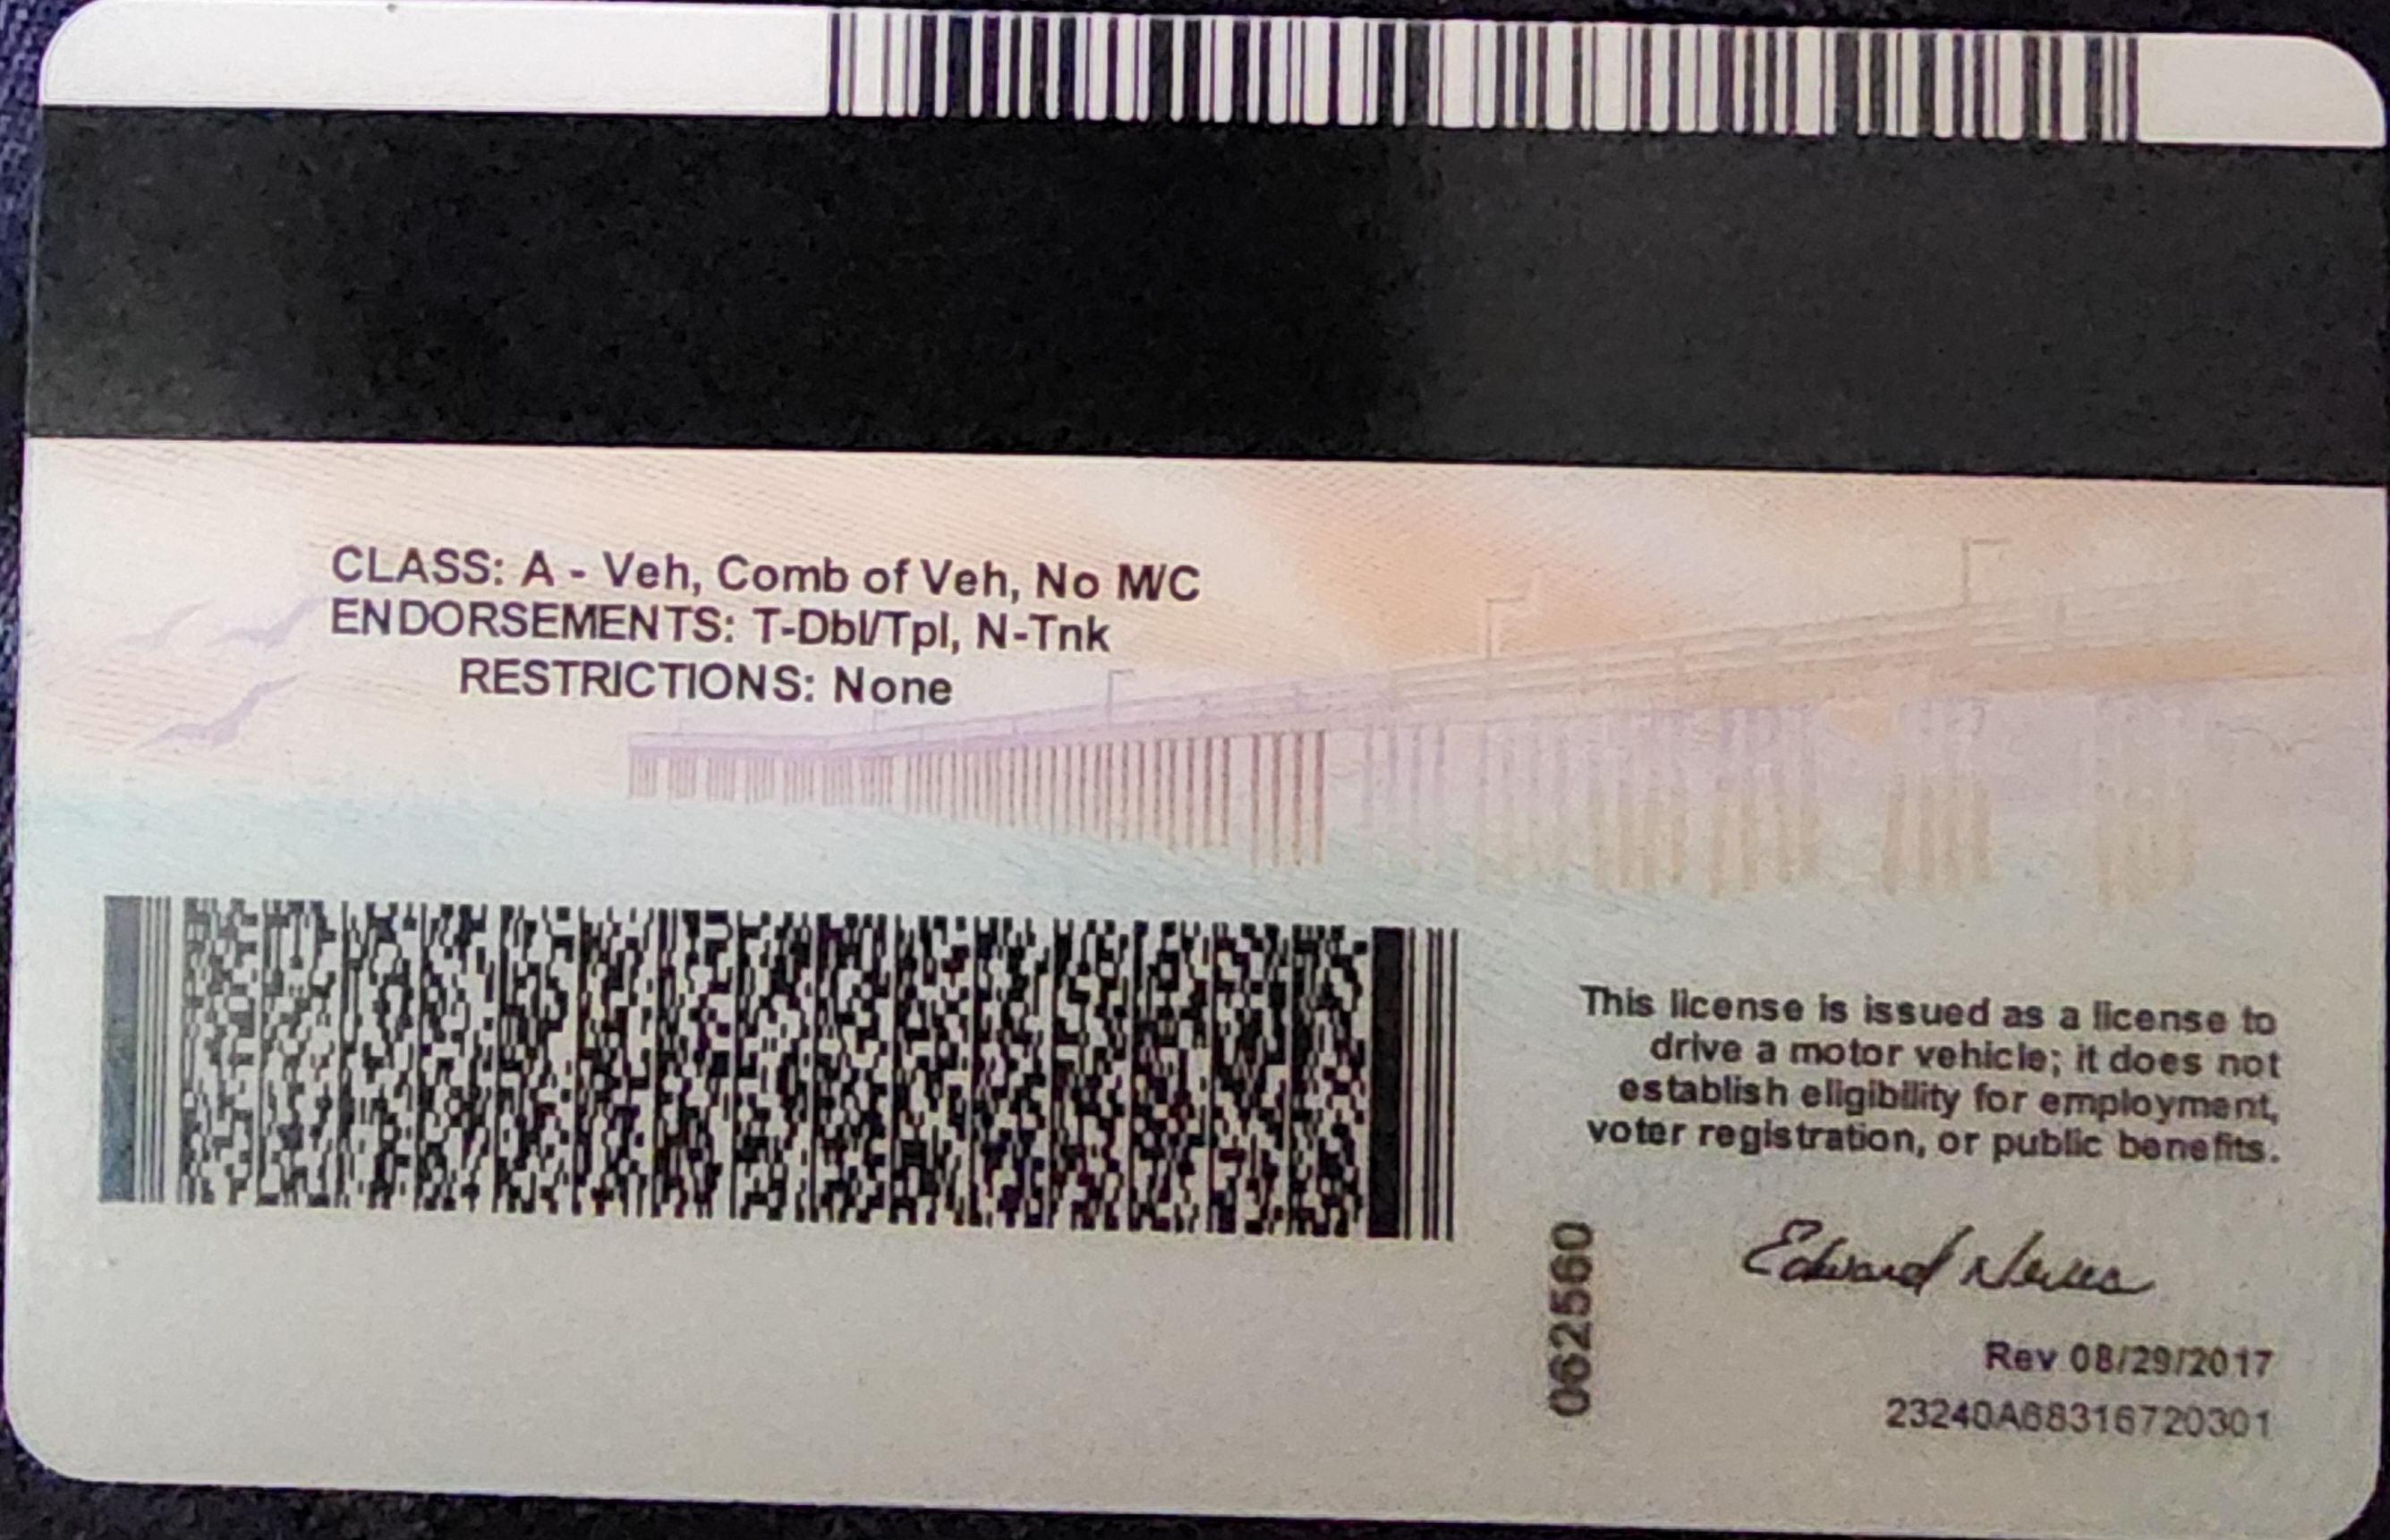 CLASS: A - Veh, Comb of Veh, No M/C
ENDORSEMENTS: T-Dbl/Tpl, N-Tnk
RESTRICTIONS: None
This license is issued as a license to
drive a motor vehicle; it does not
establish eligibility for employment,
voter registration, or public benefits.
062560
Edward
Rev 08/29/2017
23240A68316720301